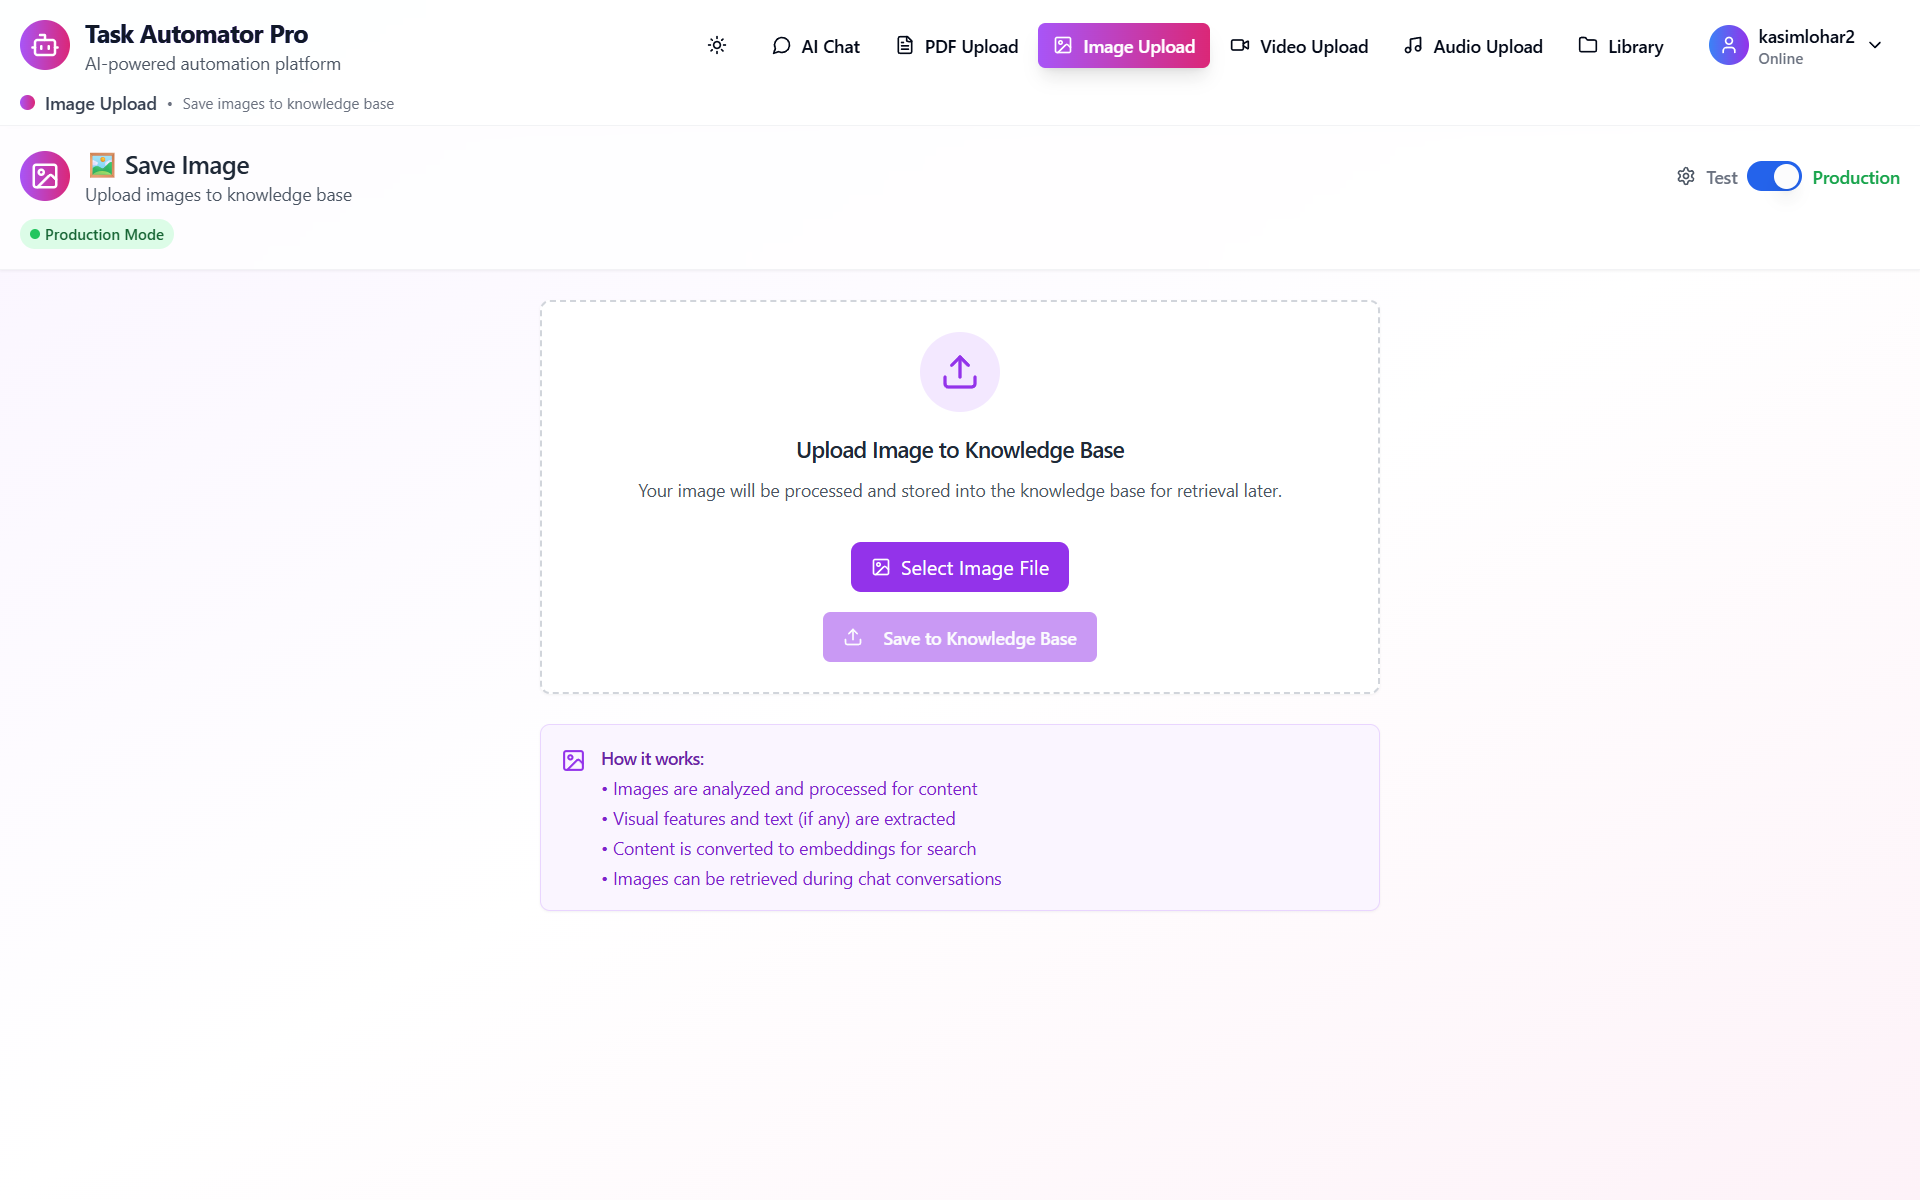 Task Automator Pro
AI-powered automation platform
AI Chat
PDF Upload
Image Upload
Video Upload
Audio Upload
Library
kasimlohar2
Online
Image Upload • Save images to knowledge base
Save Image
Upload images to knowledge base
Test
Production
Production Mode
Upload Image to Knowledge Base
Your image will be processed and stored into the knowledge base for retrieval later.
Select Image File
Save to Knowledge Base
How it works:
• Images are analyzed and processed for content
• Visual features and text (if any) are extracted
• Content is converted to embeddings for search
• Images can be retrieved during chat conversations